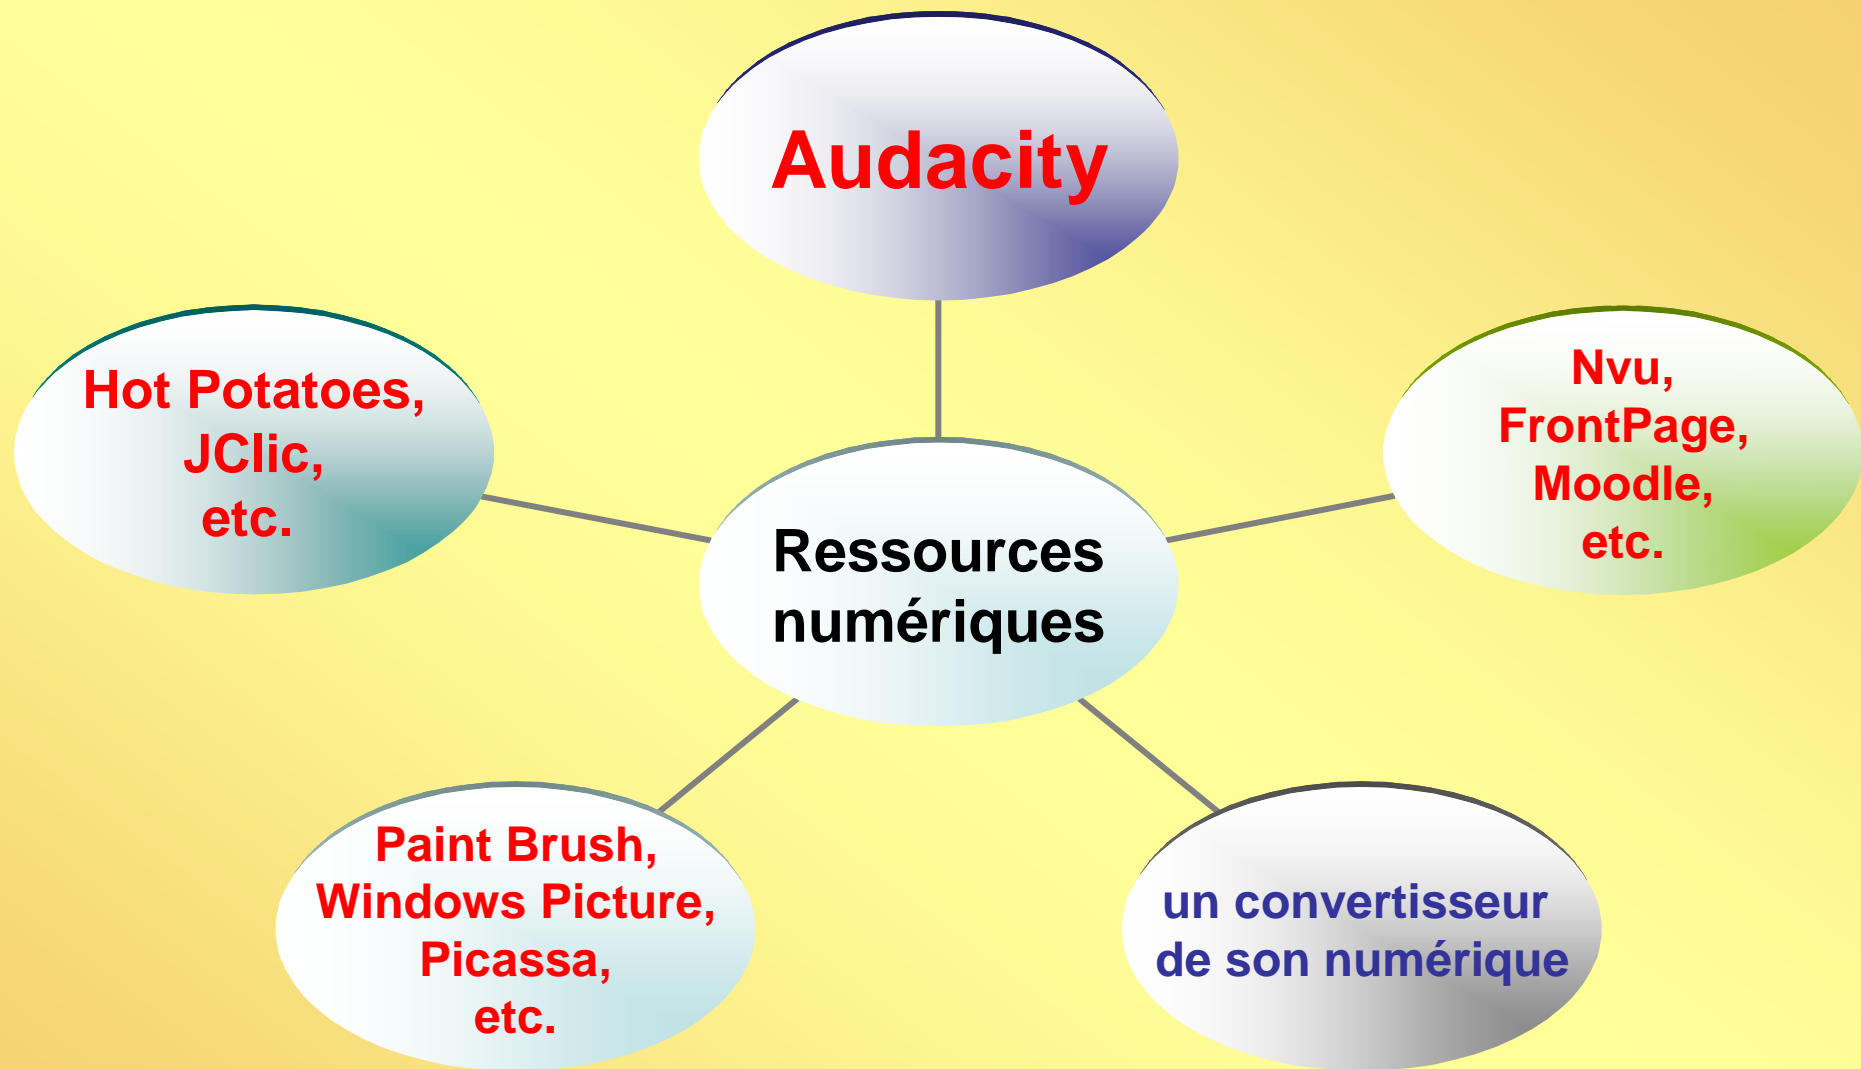 Audacity
Hot Potatoes,
JClic,
etc.
Nvu,
FrontPage,
Moodle,
etc.
Ressources
numériques
Paint Brush,
Windows Picture,
Picassa,
etc.
un convertisseur
de son numérique